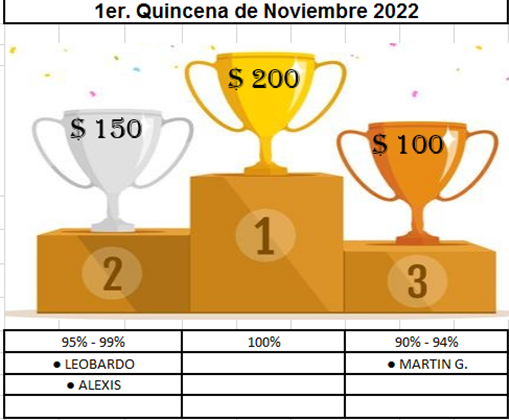 1er. Quincena de Noviembre 2022
$ 200
$ 150
$ 100
1
2
3
95% - 99% 100% 90% - 94%
● LEOBARDO ● MARTIN G.
● ALEXIS